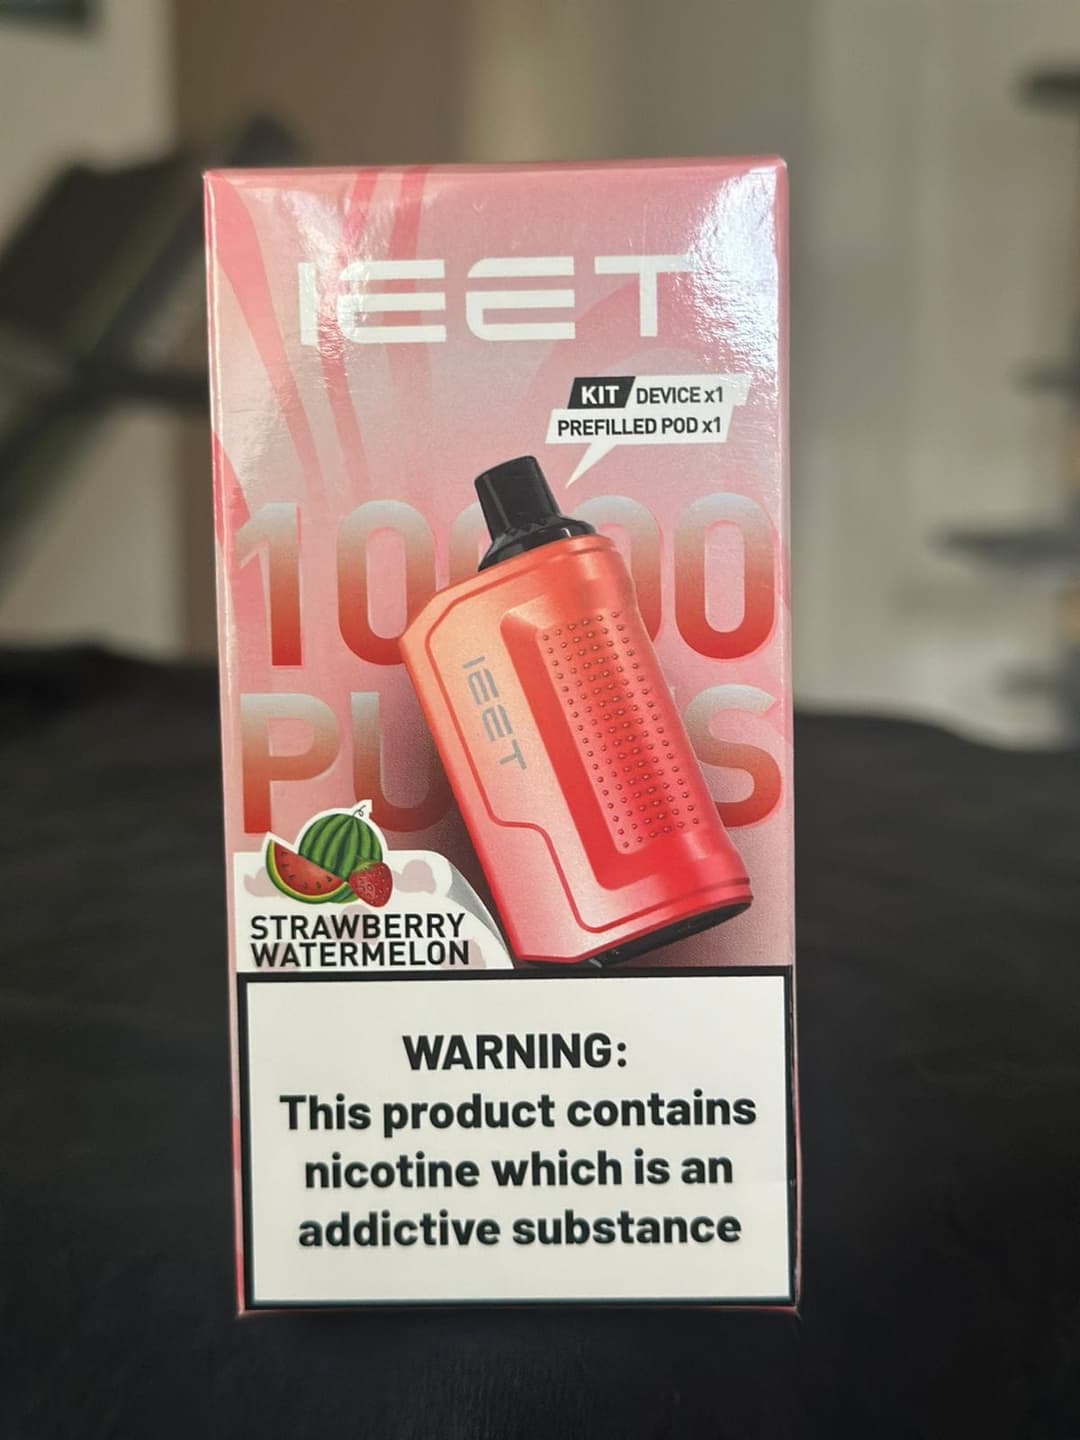 IEET
KIT DEVICE x1
PREFILLED POD x1
IEET
STRAWBERRY
WATERMELON
WARNING:
This product contains
nicotine which is an
addictive substance